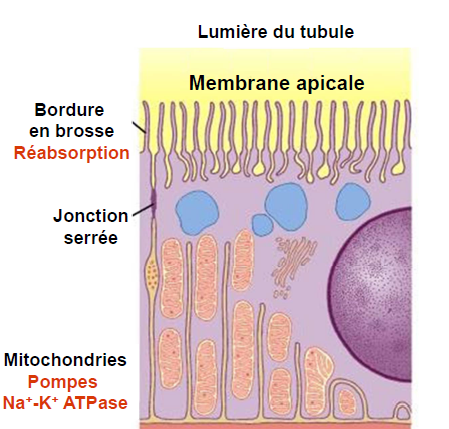 Lumière du tubule
Membrane apicale
Bordure
en brosse
Réabsorption
Jonction
serrée
Mitochondries
Pompes
Na⁺-K⁺ ATPase